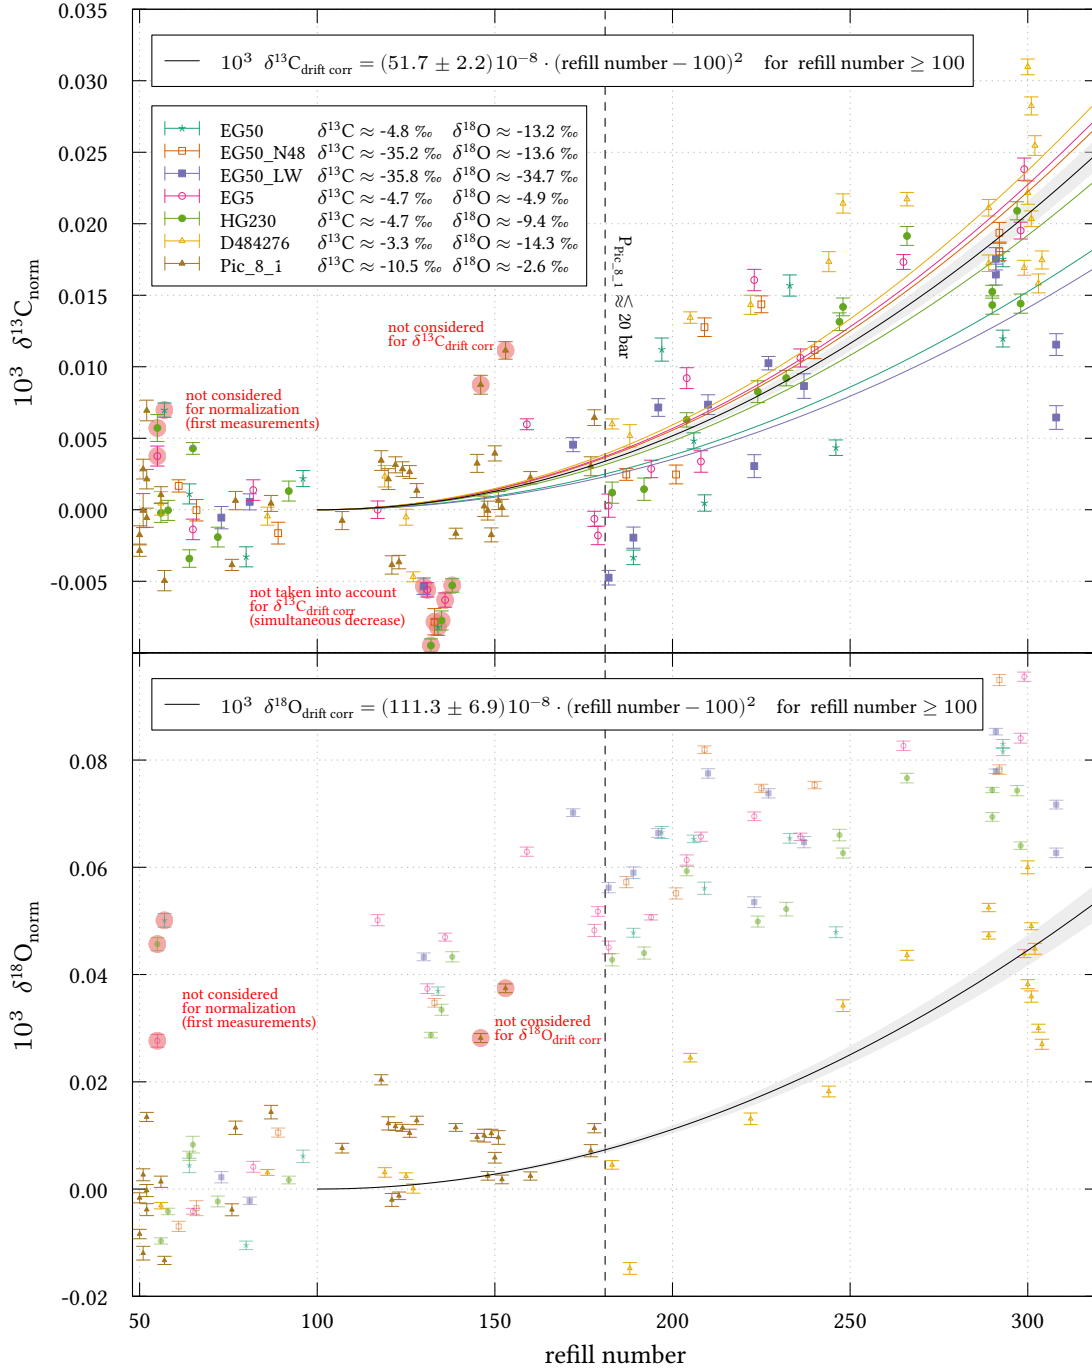 0.035
0.030
0.025
0.020
0.015
0.010
0.005
0.000
-0.005
10³ δ¹³C_norm
10³ δ¹³C_drift corr = (51.7 ± 2.2)10⁻⁸ · (refill number − 100)² for refill number ≥ 100
EG50 δ¹³C ≈ -4.8 ‰ δ¹⁸O ≈ -13.2 ‰
EG50_N48 δ¹³C ≈ -35.2 ‰ δ¹⁸O ≈ -13.6 ‰
EG50_LW δ¹³C ≈ -35.8 ‰ δ¹⁸O ≈ -34.7 ‰
EG5 δ¹³C ≈ -4.7 ‰ δ¹⁸O ≈ -4.9 ‰
HG230 δ¹³C ≈ -4.7 ‰ δ¹⁸O ≈ -9.4 ‰
D484276 δ¹³C ≈ -3.3 ‰ δ¹⁸O ≈ -14.3 ‰
Pic_8_1 δ¹³C ≈ -10.5 ‰ δ¹⁸O ≈ -2.6 ‰
P_Pic_8_1 ⪅ 20 bar
not considered
for δ¹³C_drift corr
not considered
for normalization
(first measurements)
not taken into account
for δ¹³C_drift corr
(simultaneous decrease)
10³ δ¹⁸O_drift corr = (111.3 ± 6.9)10⁻⁸ · (refill number − 100)² for refill number ≥ 100
0.08
0.06
0.04
0.02
0.00
-0.02
10³ δ¹⁸O_norm
not considered
for normalization
(first measurements)
not considered
for δ¹⁸O_drift corr
50 100 150 200 250 300
refill number